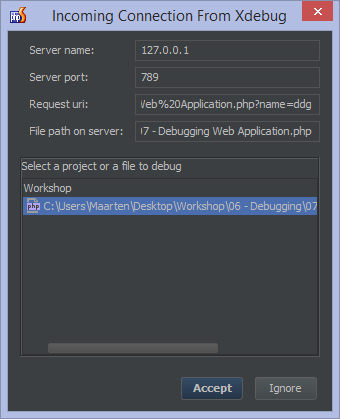 Incoming Connection From Xdebug
Server name: 127.0.0.1
Server port: 789
Request uri: Web%20Application.php?name=ddg
File path on server: 07 - Debugging Web Application.php
Select a project or a file to debug
Workshop
php C:\Users\Maarten\Desktop\Workshop\06 - Debugging\07
Accept Ignore